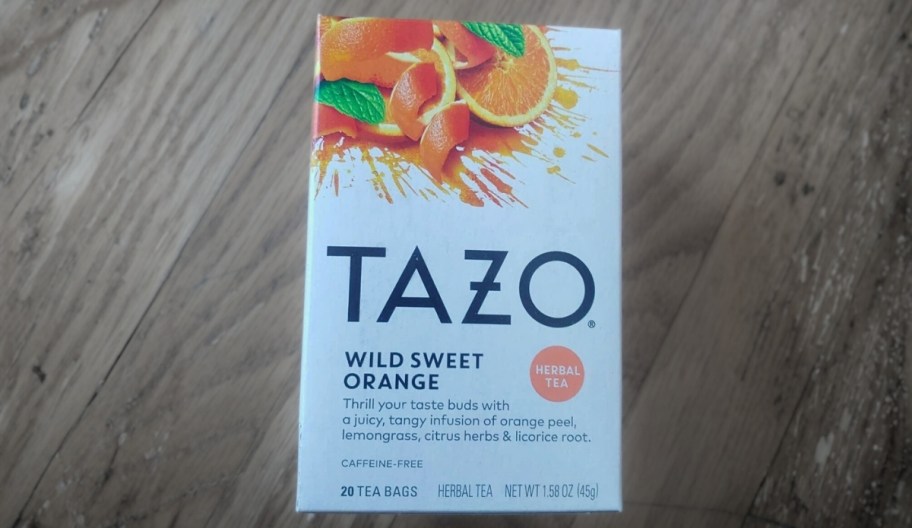 TAZO®
WILD SWEET
ORANGE
HERBAL
TEA
Thrill your taste buds with
a juicy, tangy infusion of orange peel,
lemongrass, citrus herbs & licorice root.
CAFFEINE-FREE
20 TEA BAGS HERBAL TEA NET WT 1.58 OZ (45g)